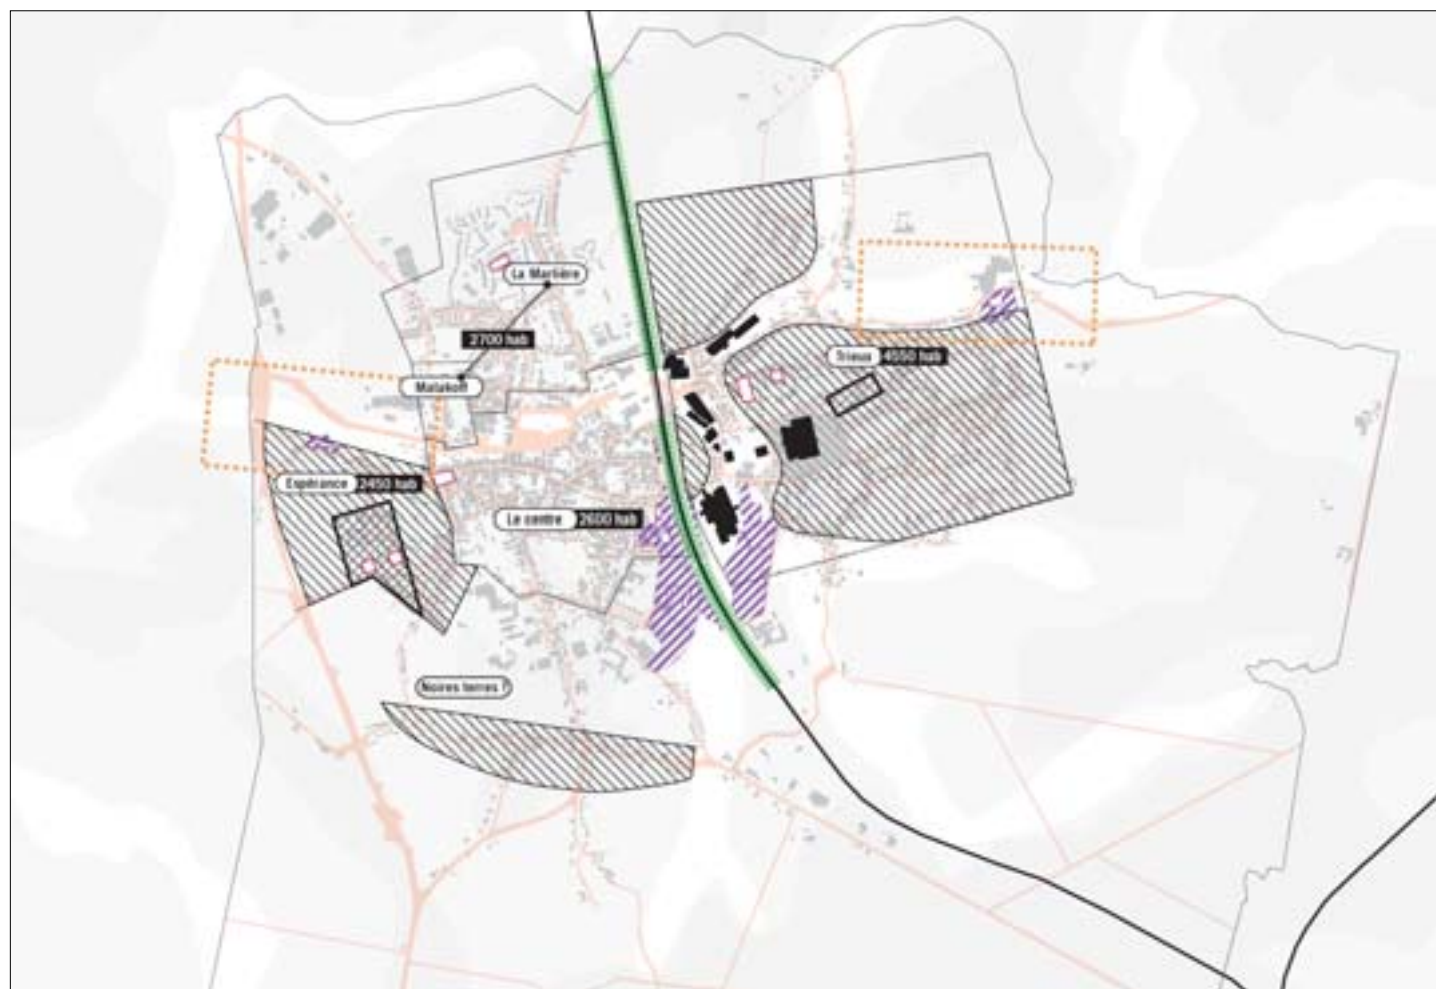 La Marlière
2700 hab
Malakoff
Trieux 4550 hab
Espérance 2450 hab
Le centre 2600 hab
Noires terres ?